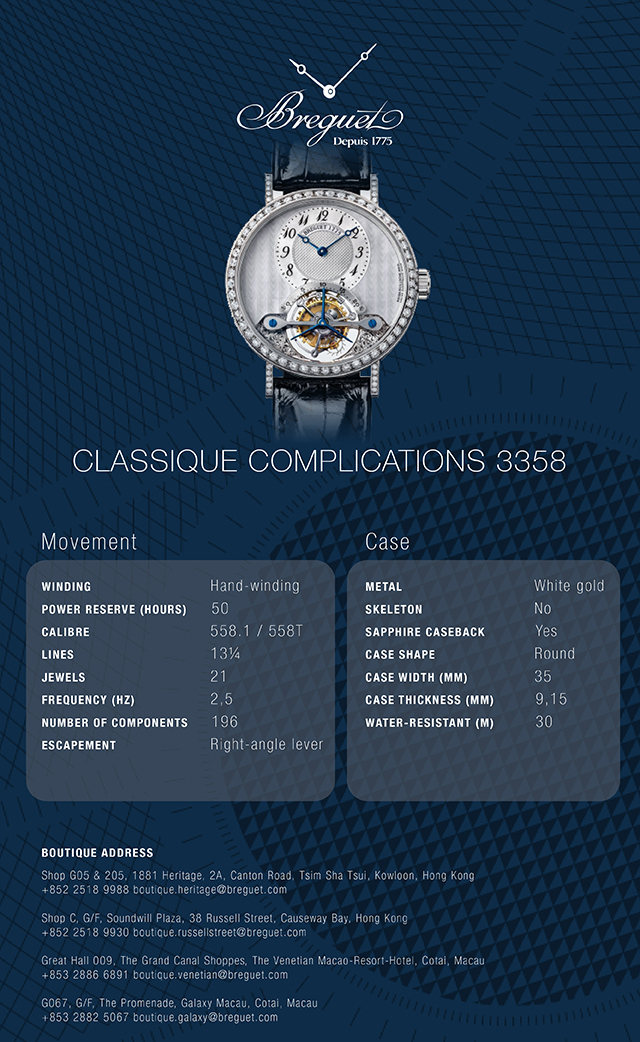 Breguet
Depuis 1775
BREGUET 1775
CLASSIQUE COMPLICATIONS 3358
Movement
WINDING Hand-winding
POWER RESERVE (HOURS) 50
CALIBRE 558.1 / 558T
LINES 13¼
JEWELS 21
FREQUENCY (HZ) 2,5
NUMBER OF COMPONENTS 196
ESCAPEMENT Right-angle lever
Case
METAL White gold
SKELETON No
SAPPHIRE CASEBACK Yes
CASE SHAPE Round
CASE WIDTH (MM) 35
CASE THICKNESS (MM) 9,15
WATER-RESISTANT (M) 30
BOUTIQUE ADDRESS
Shop G05 & 205, 1881 Heritage, 2A, Canton Road, Tsim Sha Tsui, Kowloon, Hong Kong
+852 2518 9988 boutique.heritage@breguet.com
Shop C, G/F, Soundwill Plaza, 38 Russell Street, Causeway Bay, Hong Kong
+852 2518 9930 boutique.russellstreet@breguet.com
Great Hall 009, The Grand Canal Shoppes, The Venetian Macao-Resort-Hotel, Cotai, Macau
+853 2886 6891 boutique.venetian@breguet.com
G067, G/F, The Promenade, Galaxy Macau, Cotai, Macau
+853 2882 5067 boutique.galaxy@breguet.com